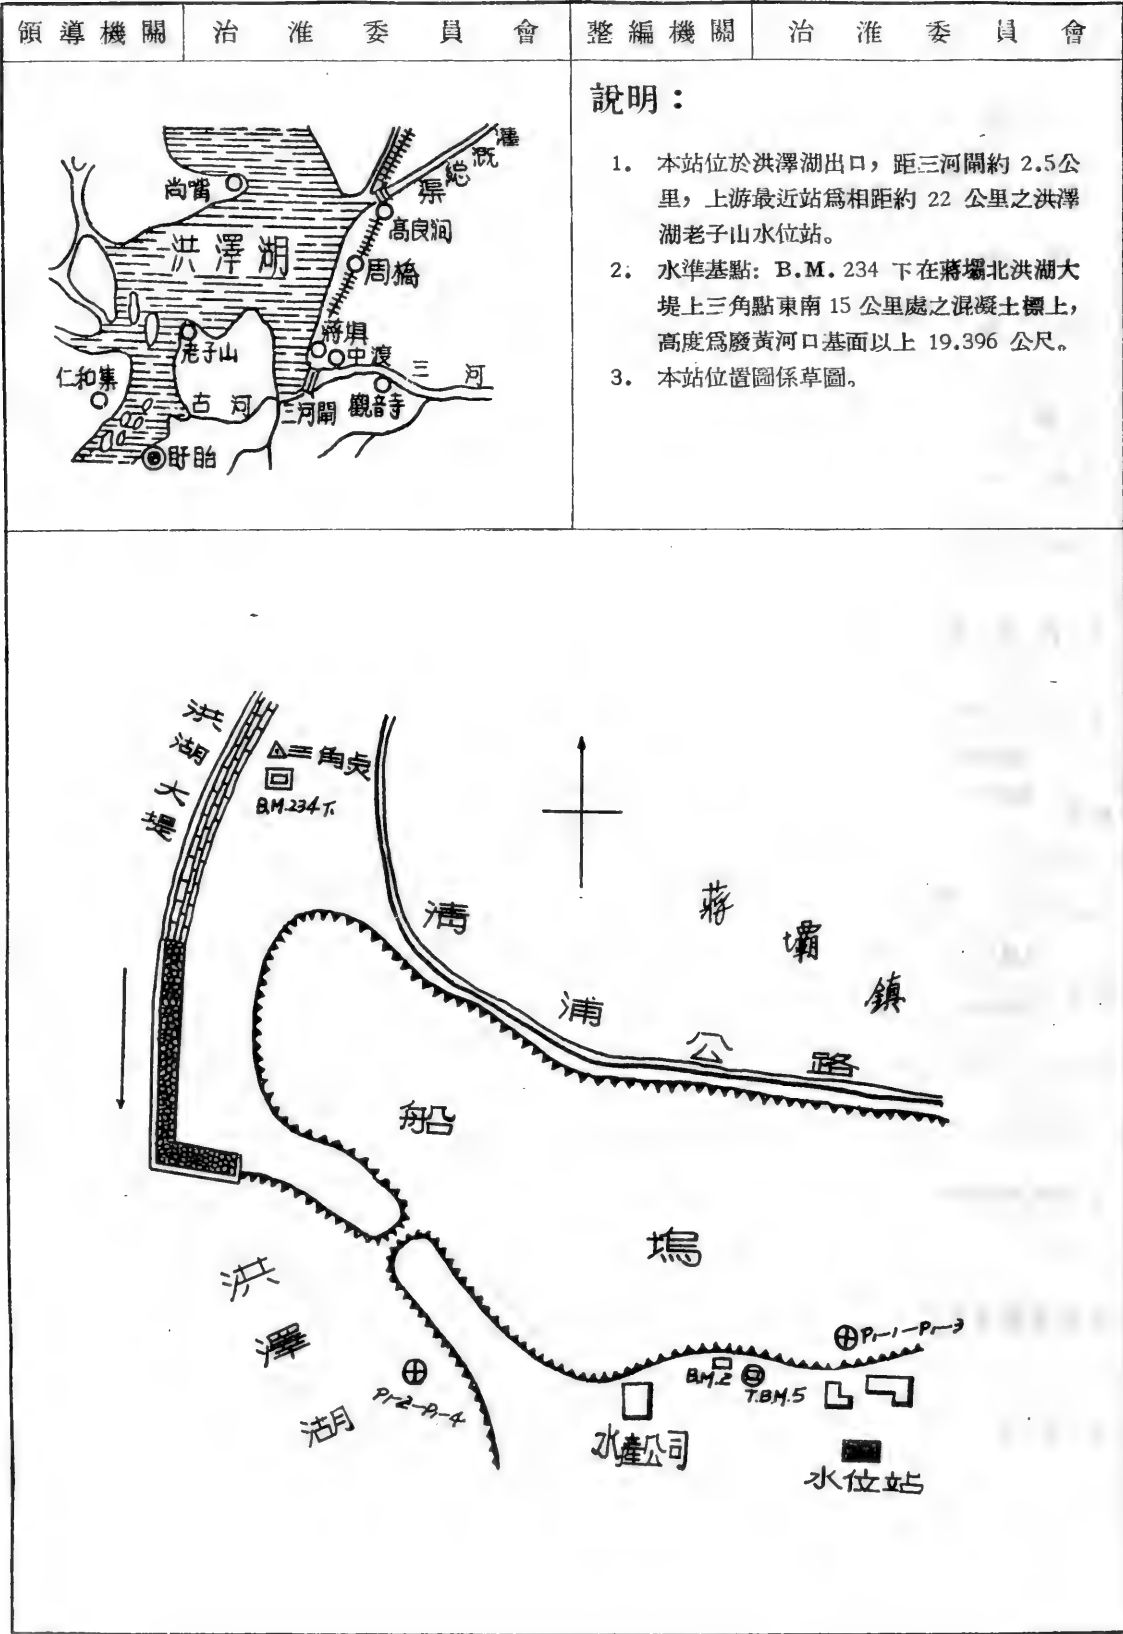 領導機關 治淮委員會 整編機關 治淮委員會
說明：
1. 本站位於洪澤湖出口，距三河閘約 2.5公
里，上游最近站爲相距約 22 公里之洪澤
湖老子山水位站。
2. 水準基點：B.M. 234 下在蔣壩北洪湖大
堤上三角點東南 15 公里處之混凝土標上，
高度爲廢黃河口基面以上 19.396 公尺。
3. 本站位置圖係草圖。
灌溉總渠
尚嘴
高良澗
洪澤湖
周橋
蔣垻
中渡
老子山
三河
仁和集
古河
三河閘
觀音寺
盱眙
洪湖大堤
三角点
B.M.234下
清浦公路
蔣壩鎮
船塢
洪澤湖
P1-1-P1-3
B.M.2
T.B.M.5
P1-2-P1-4
水產公司
水位站